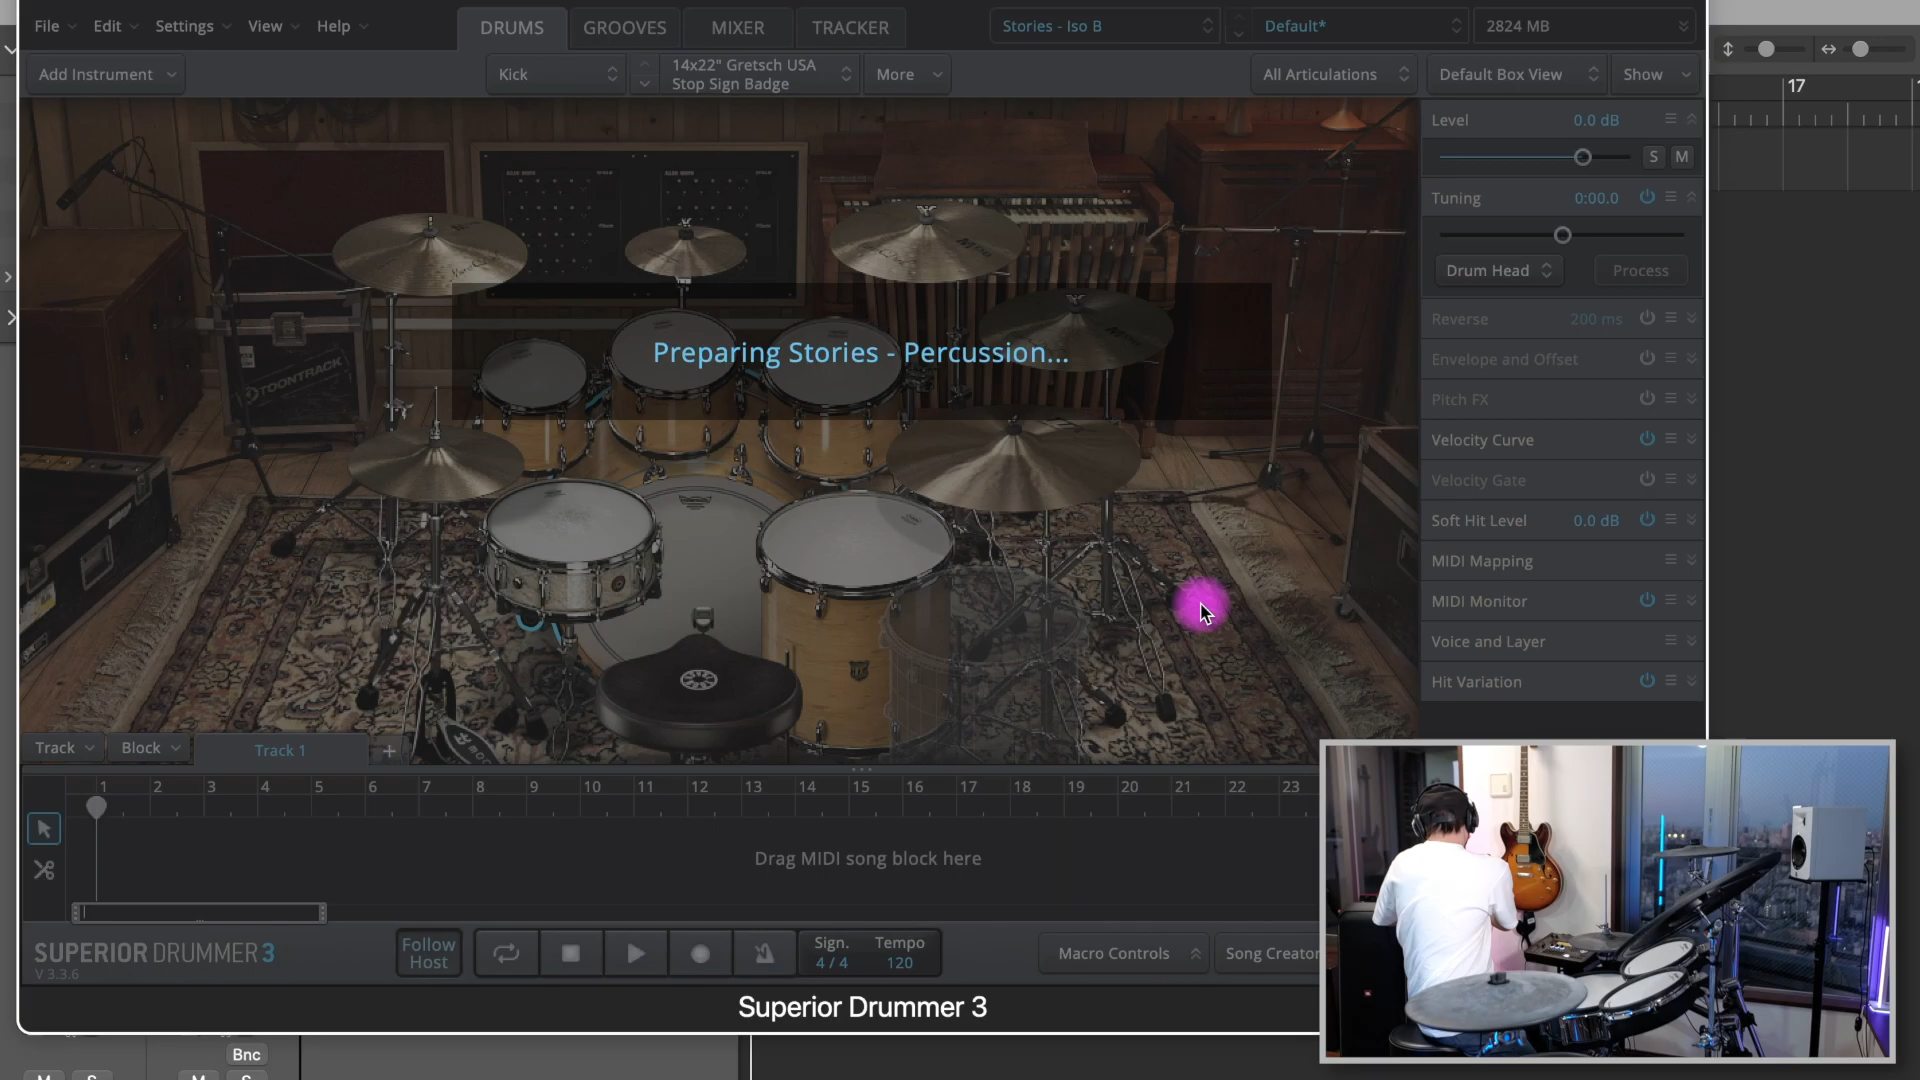 File Edit Settings View Help
DRUMS GROOVES MIXER TRACKER
Stories - Iso B
Default*
2824 MB
Add Instrument
Kick
14x22" Gretsch USA
Stop Sign Badge
More
All Articulations
Default Box View
Show
17
Level 0.0 dB
S M
Tuning 0:00.0
Drum Head
Process
Reverse 200 ms
Envelope and Offset
Pitch FX
Velocity Curve
Velocity Gate
Soft Hit Level 0.0 dB
MIDI Mapping
MIDI Monitor
Voice and Layer
Hit Variation
TOONTRACK
Preparing Stories - Percussion...
Track Block Track 1 +
1 2 3 4 5 6 7 8 9 10 11 12 13 14 15 16 17 18 19 20 21 22 23
Drag MIDI song block here
SUPERIOR DRUMMER 3
V 3.3.6
Follow
Host
Sign. Tempo
4 / 4 120
Macro Controls
Song Creator
Superior Drummer 3
Bnc
M S M S